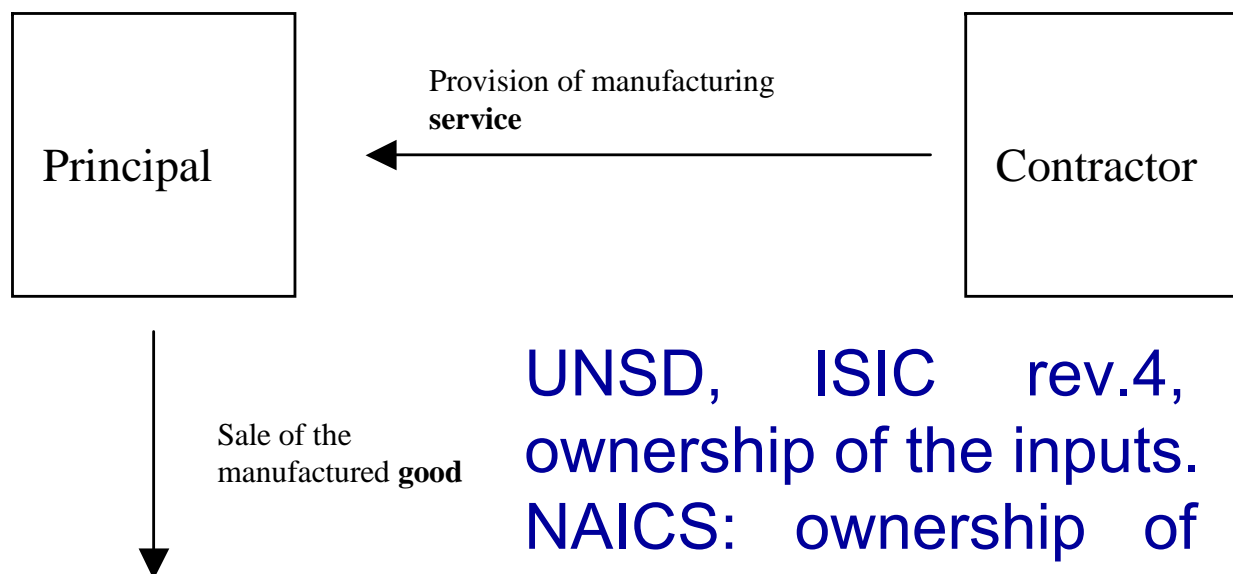 Provision of manufacturing
service
Principal
Contractor
Sale of the
manufactured good
UNSD, ISIC rev.4,
ownership of the inputs.
NAICS: ownership of